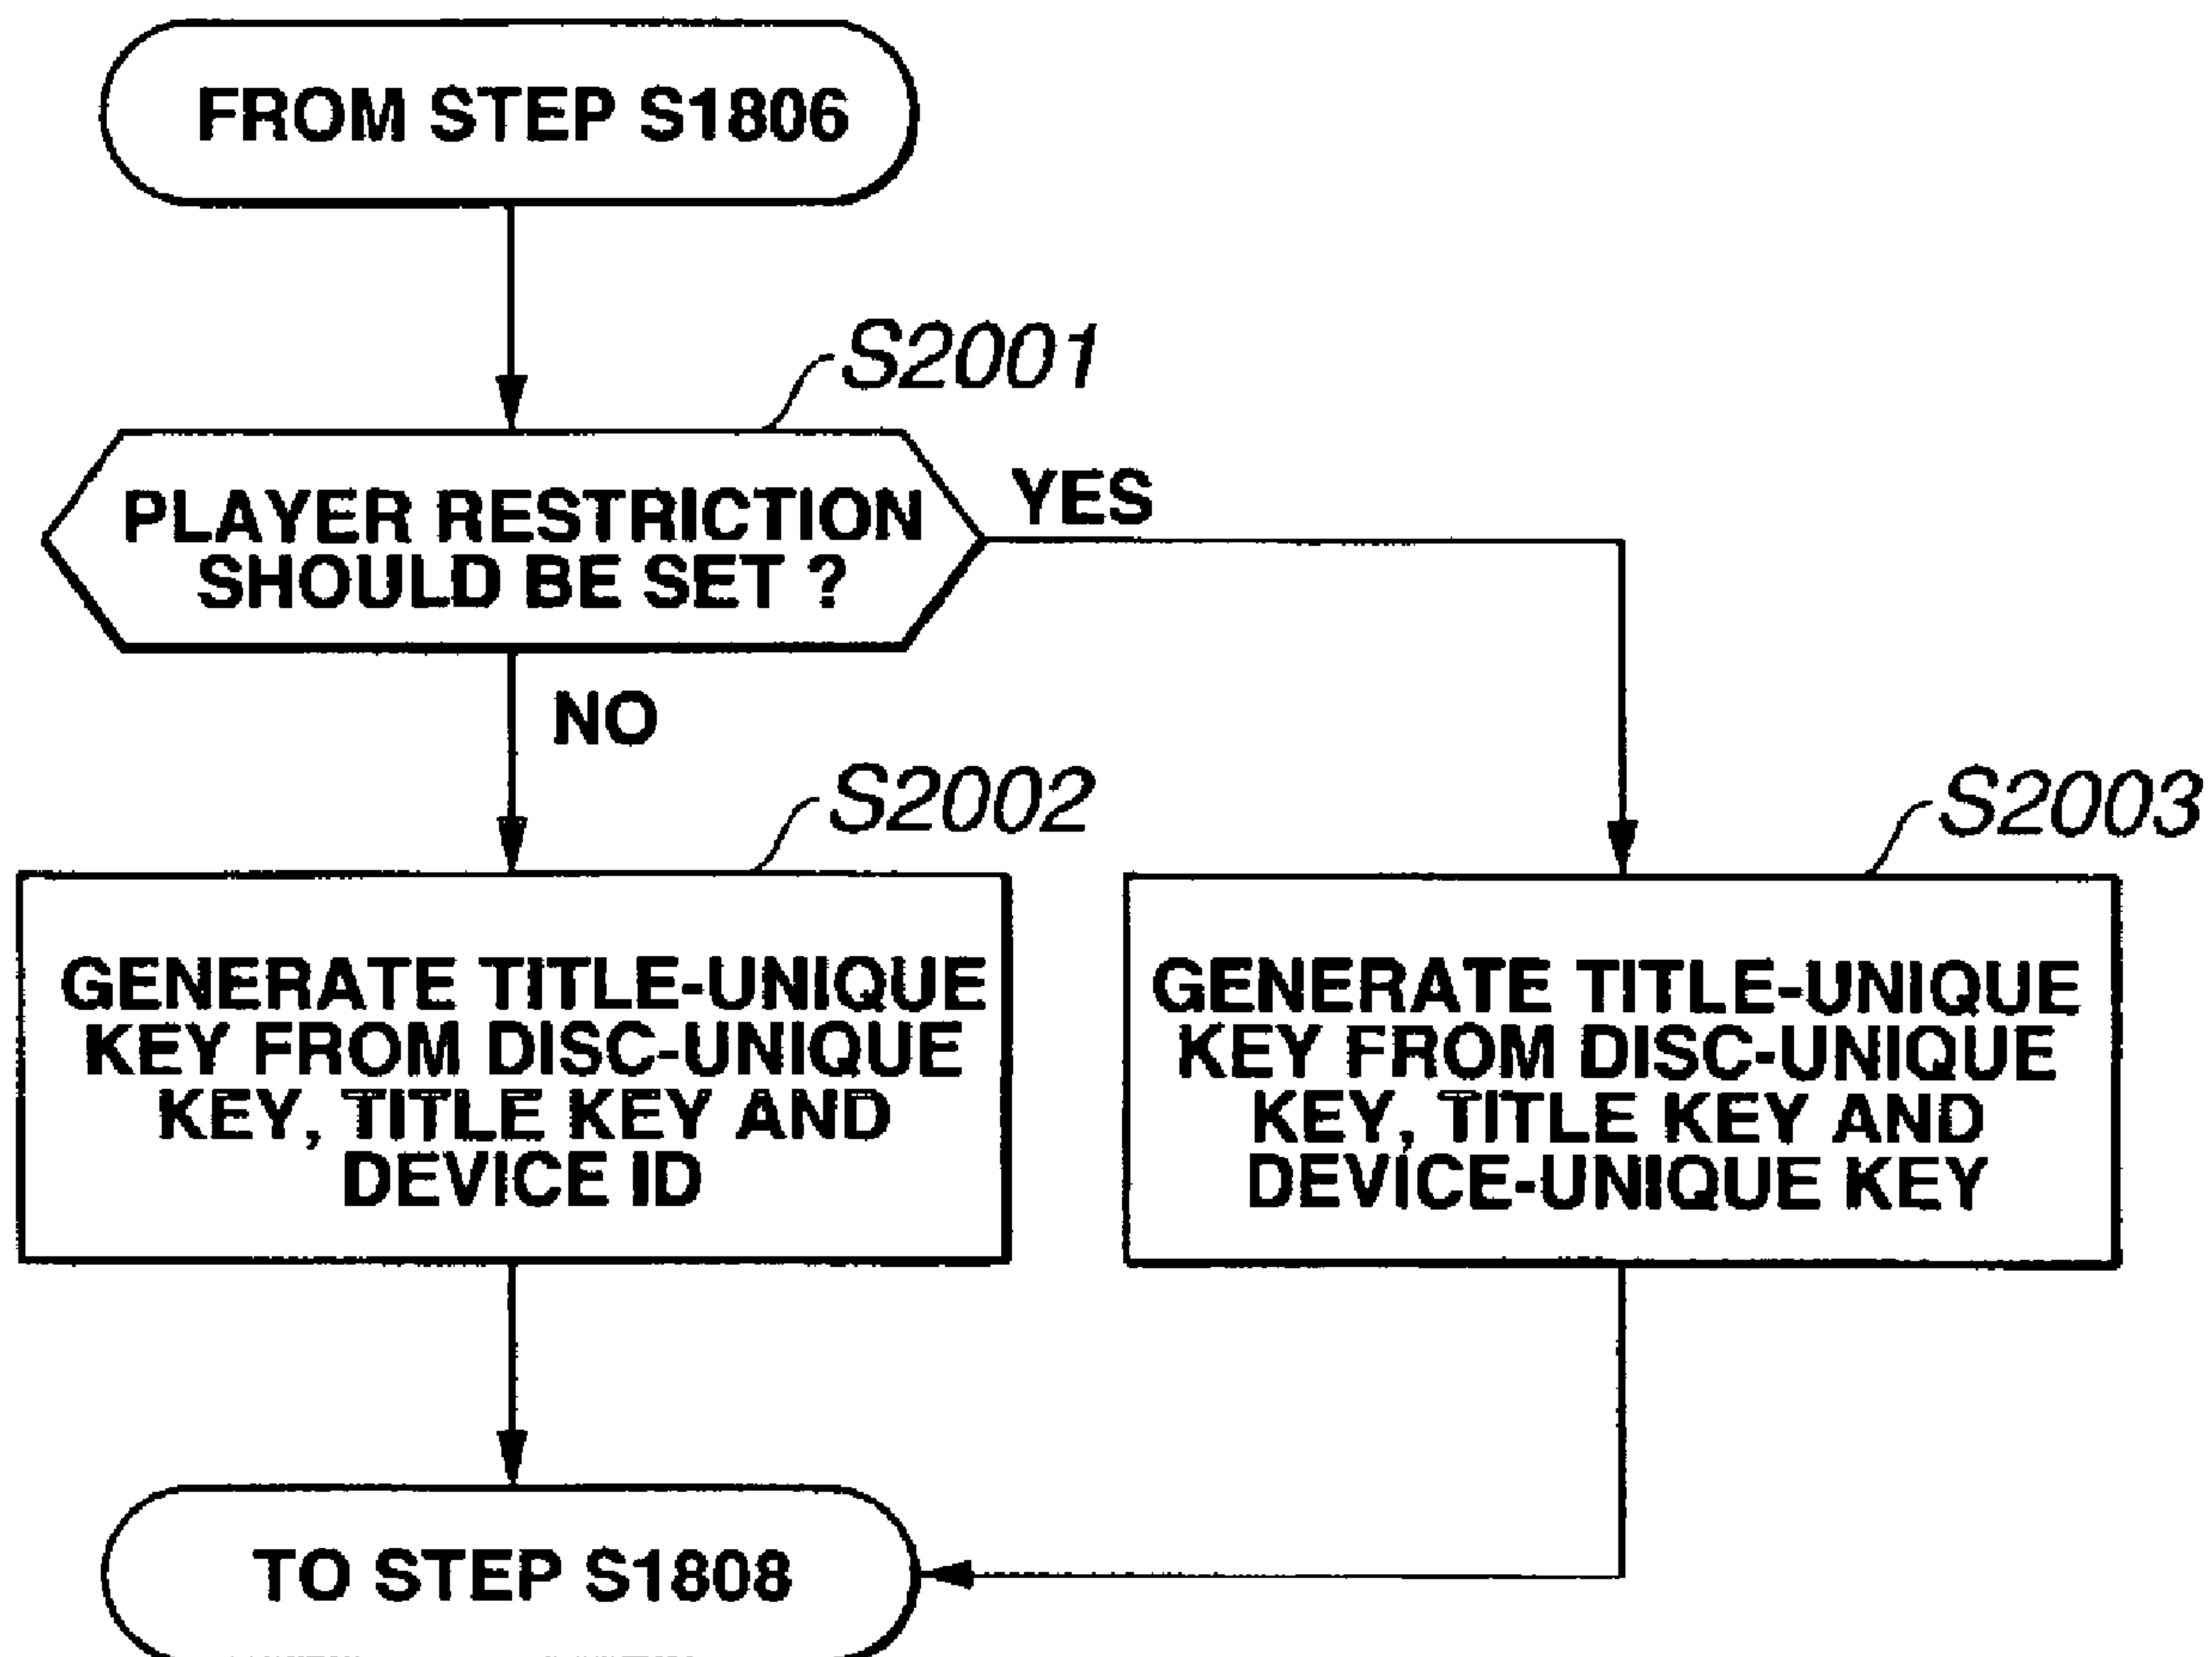 FROM STEP S1806
S2001
PLAYER RESTRICTION
SHOULD BE SET ?
YES
NO
S2002
GENERATE TITLE-UNIQUE
KEY FROM DISC-UNIQUE
KEY, TITLE KEY AND
DEVICE ID
S2003
GENERATE TITLE-UNIQUE
KEY FROM DISC-UNIQUE
KEY, TITLE KEY AND
DEVICE-UNIQUE KEY
TO STEP S1808